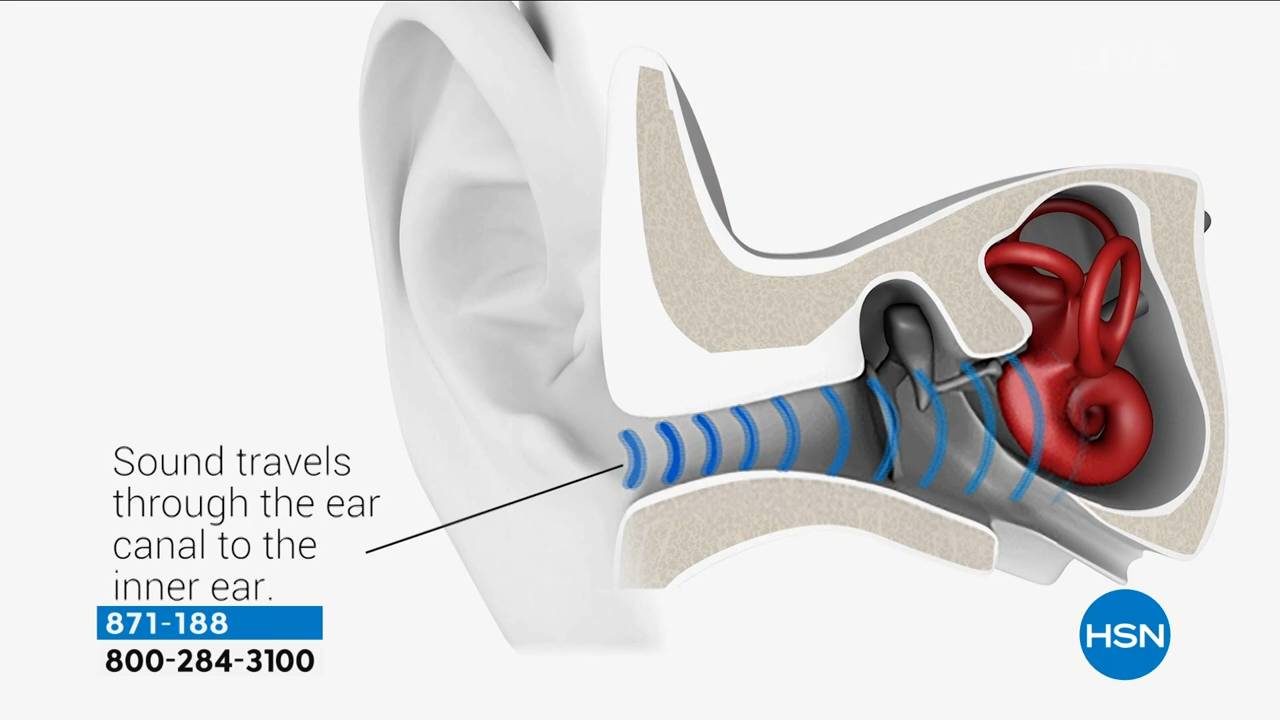 Sound travels
through the ear
canal to the
inner ear.
871-188
800-284-3100
HSN